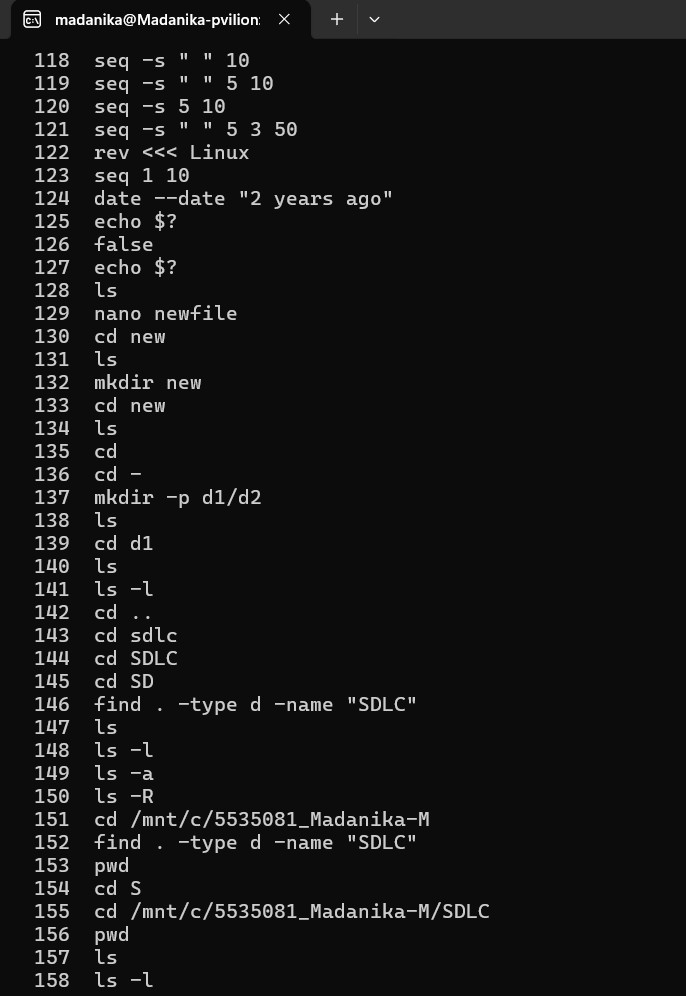 madanika@Madanika-pvilion:
118 seq -s " " 10
119 seq -s " " 5 10
120 seq -s 5 10
121 seq -s " " 5 3 50
122 rev <<< Linux
123 seq 1 10
124 date --date "2 years ago"
125 echo $?
126 false
127 echo $?
128 ls
129 nano newfile
130 cd new
131 ls
132 mkdir new
133 cd new
134 ls
135 cd
136 cd -
137 mkdir -p d1/d2
138 ls
139 cd d1
140 ls
141 ls -l
142 cd ..
143 cd sdlc
144 cd SDLC
145 cd SD
146 find . -type d -name "SDLC"
147 ls
148 ls -l
149 ls -a
150 ls -R
151 cd /mnt/c/5535081_Madanika-M
152 find . -type d -name "SDLC"
153 pwd
154 cd S
155 cd /mnt/c/5535081_Madanika-M/SDLC
156 pwd
157 ls
158 ls -l